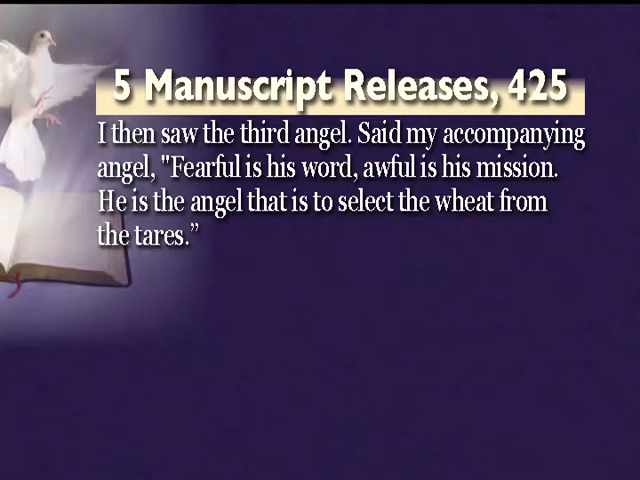 5 Manuscript Releases, 425
I then saw the third angel. Said my accompanying
angel, "Fearful is his word, awful is his mission.
He is the angel that is to select the wheat from
the tares.”